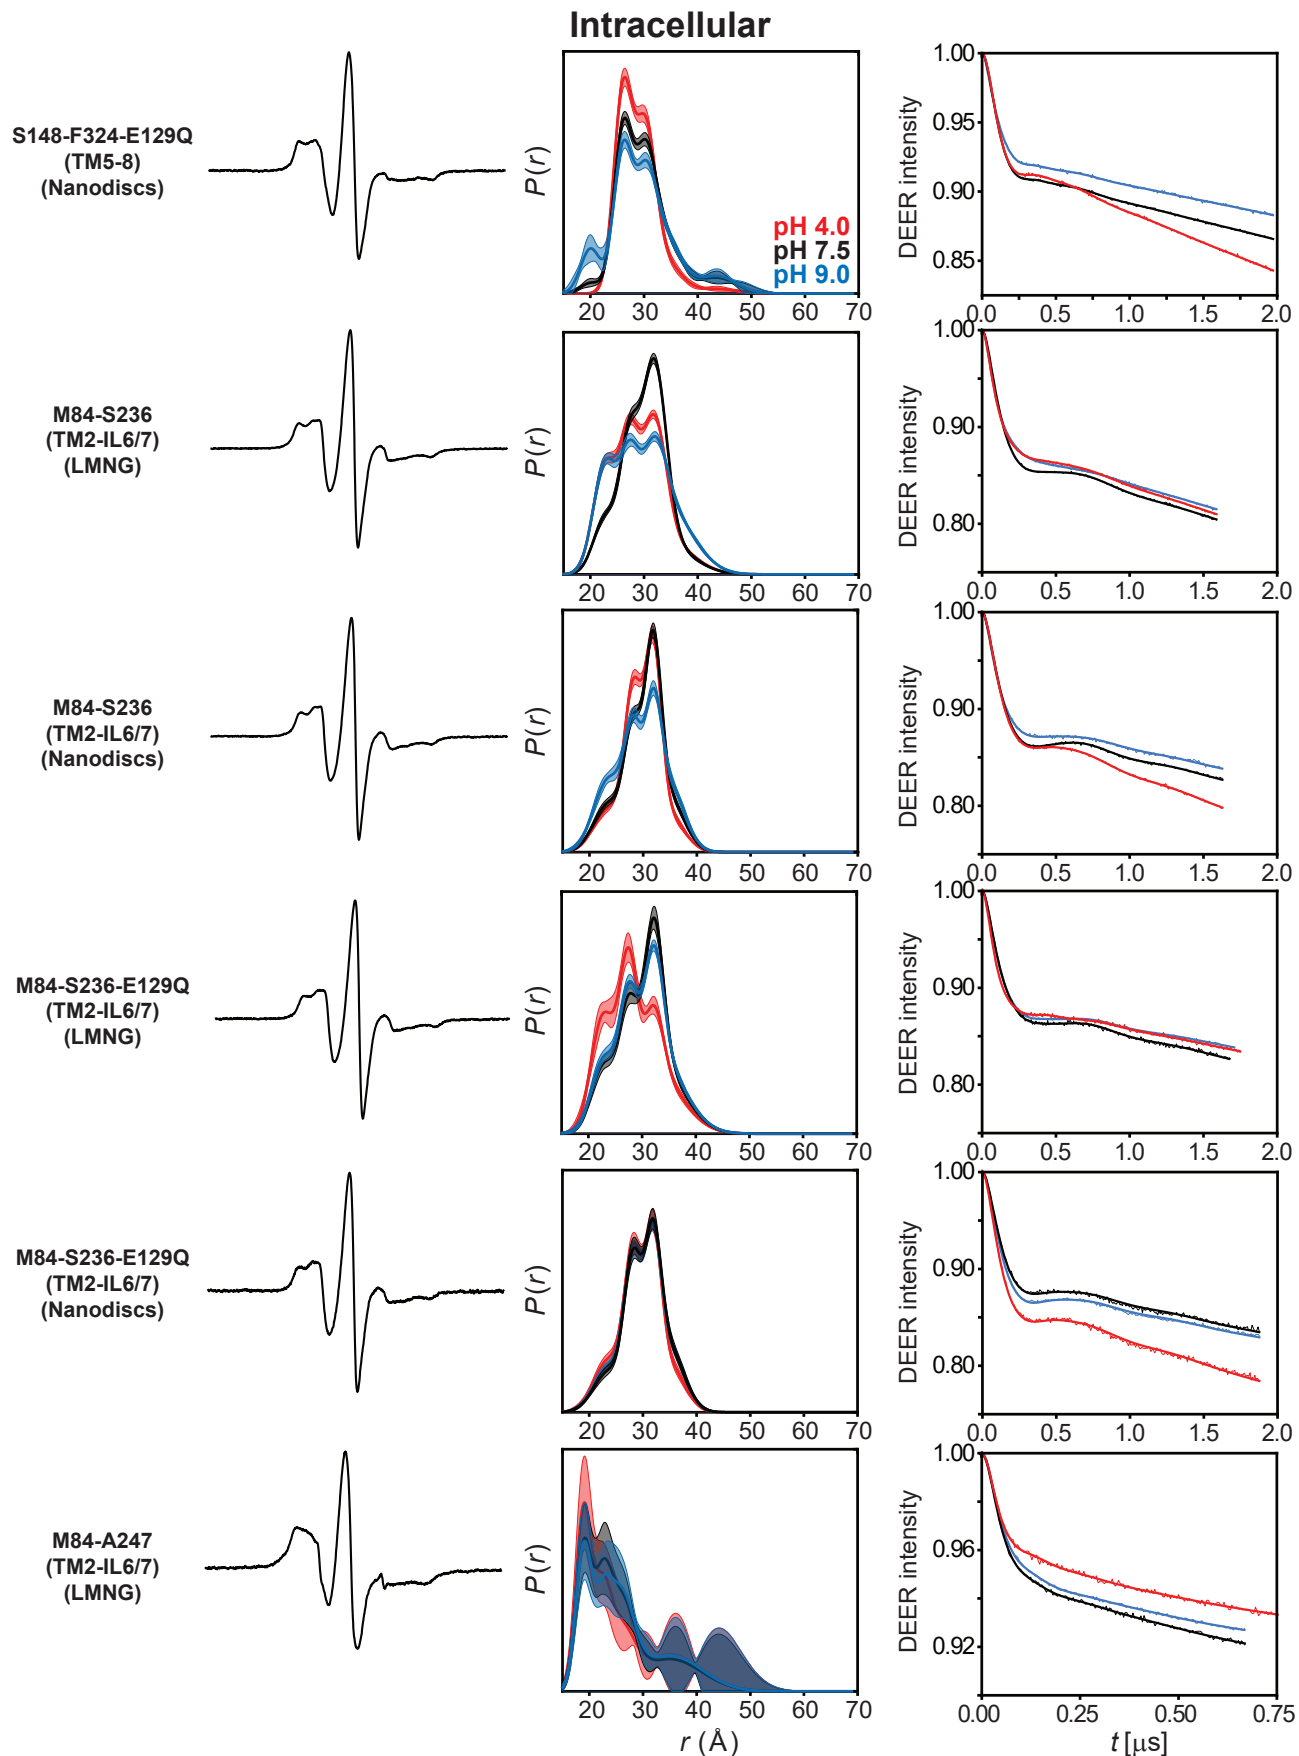 Intracellular
S148-F324-E129Q
(TM5-8)
(Nanodiscs)
P(r)
pH 4.0
pH 7.5
pH 9.0
20 30 40 50 60 70
DEER intensity
1.00
0.95
0.90
0.85
0.0 0.5 1.0 1.5 2.0
M84-S236
(TM2-IL6/7)
(LMNG)
P(r)
20 30 40 50 60 70
DEER intensity
1.00
0.90
0.80
0.0 0.5 1.0 1.5 2.0
M84-S236
(TM2-IL6/7)
(Nanodiscs)
P(r)
20 30 40 50 60 70
DEER intensity
1.00
0.90
0.80
0.0 0.5 1.0 1.5 2.0
M84-S236-E129Q
(TM2-IL6/7)
(LMNG)
P(r)
20 30 40 50 60 70
DEER intensity
1.00
0.90
0.80
0.0 0.5 1.0 1.5 2.0
M84-S236-E129Q
(TM2-IL6/7)
(Nanodiscs)
P(r)
20 30 40 50 60 70
DEER intensity
1.00
0.90
0.80
0.0 0.5 1.0 1.5 2.0
M84-A247
(TM2-IL6/7)
(LMNG)
P(r)
20 30 40 50 60 70
r (Å)
DEER intensity
1.00
0.96
0.92
0.00 0.25 0.50 0.75
t [µs]